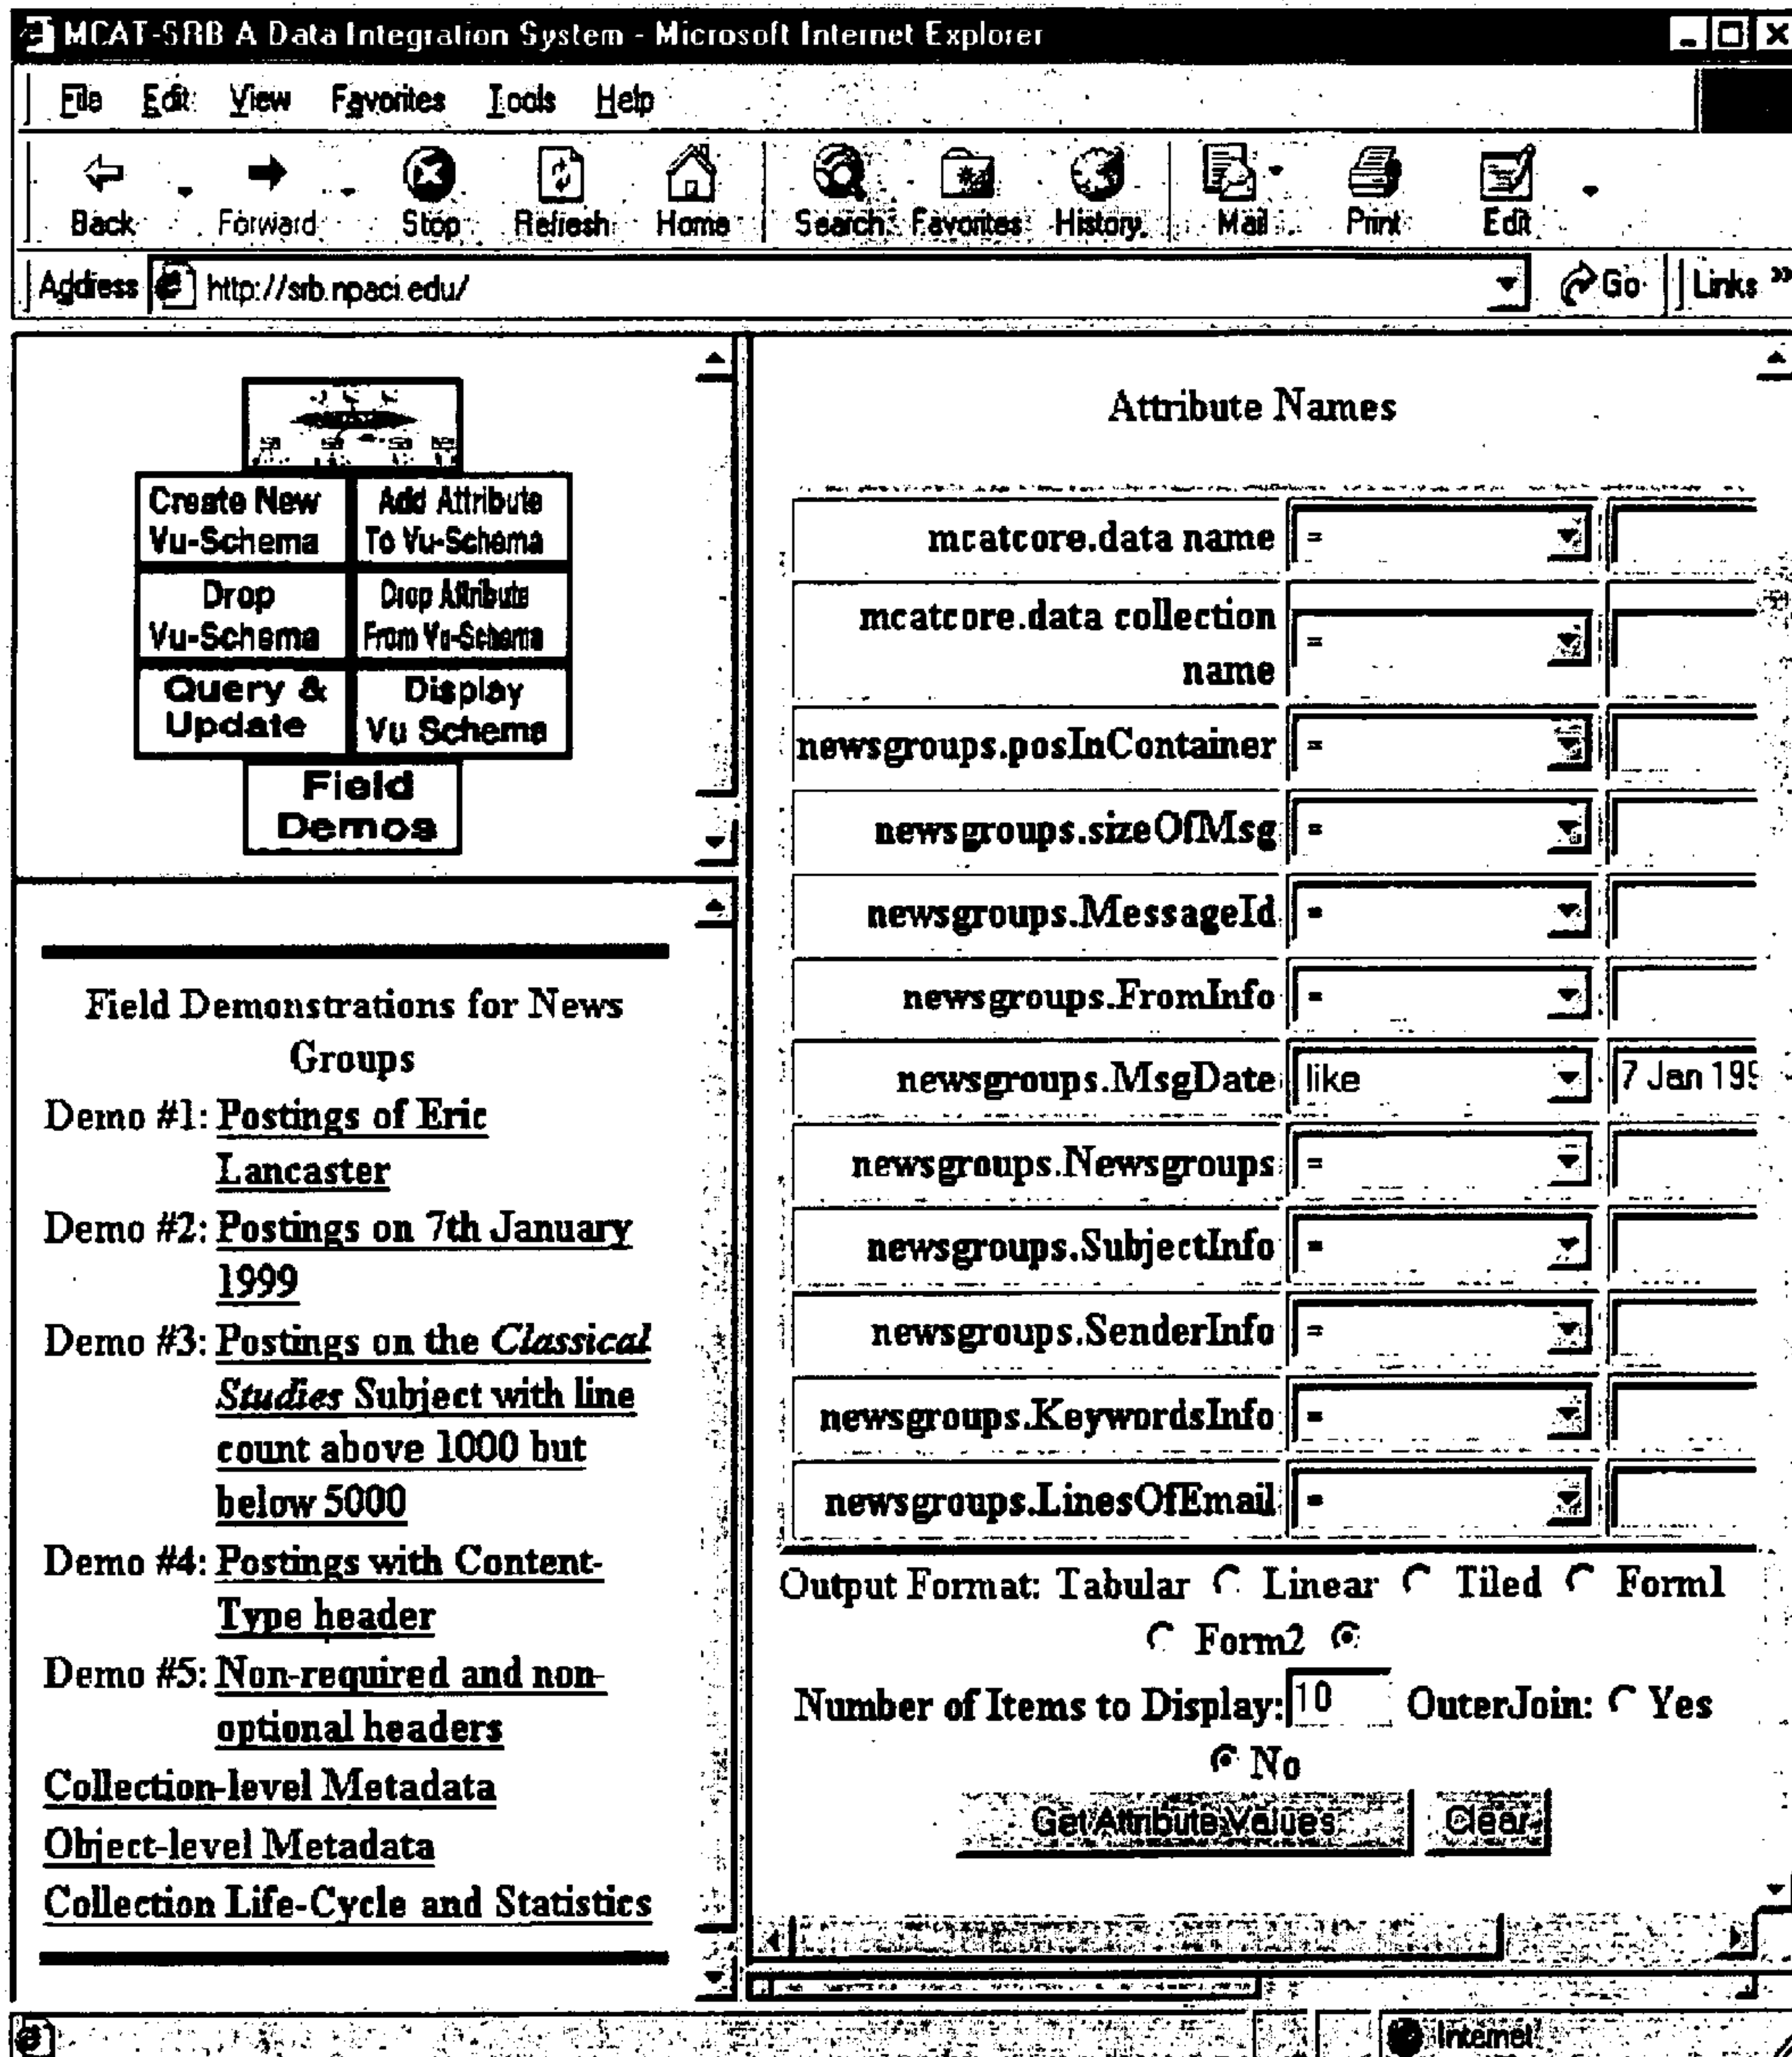 MCAT-SRB A Data Integration System - Microsoft Internet Explorer
File Edit View Favorites Tools Help
Back Forward Stop Refresh Home Search Favorites History Mail Print Edit
Address http://srb.npaci.edu/ Go Links »
Create New Vu-Schema
Add Attribute To Vu-Schema
Drop Vu-Schema
Drop Attribute From Vu-Schema
Query & Update
Display Vu Schema
Field Demos
Field Demonstrations for News
Groups
Demo #1: Postings of Eric
Lancaster
Demo #2: Postings on 7th January
1999
Demo #3: Postings on the Classical
Studies Subject with line
count above 1000 but
below 5000
Demo #4: Postings with Content-
Type header
Demo #5: Non-required and non-
optional headers
Collection-level Metadata
Object-level Metadata
Collection Life-Cycle and Statistics
Attribute Names
mcatcore.data name =
mcatcore.data collection
name =
newsgroups.posInContainer =
newsgroups.sizeOfMsg =
newsgroups.MessageId =
newsgroups.FromInfo =
newsgroups.MsgDate like 7 Jan 199
newsgroups.Newsgroups =
newsgroups.SubjectInfo =
newsgroups.SenderInfo =
newsgroups.KeywordsInfo =
newsgroups.LinesOfEmail =
Output Format: Tabular Linear Tiled Form1
Form2
Number of Items to Display: 10 OuterJoin: Yes
No
Get Attribute Values Clear
Internet